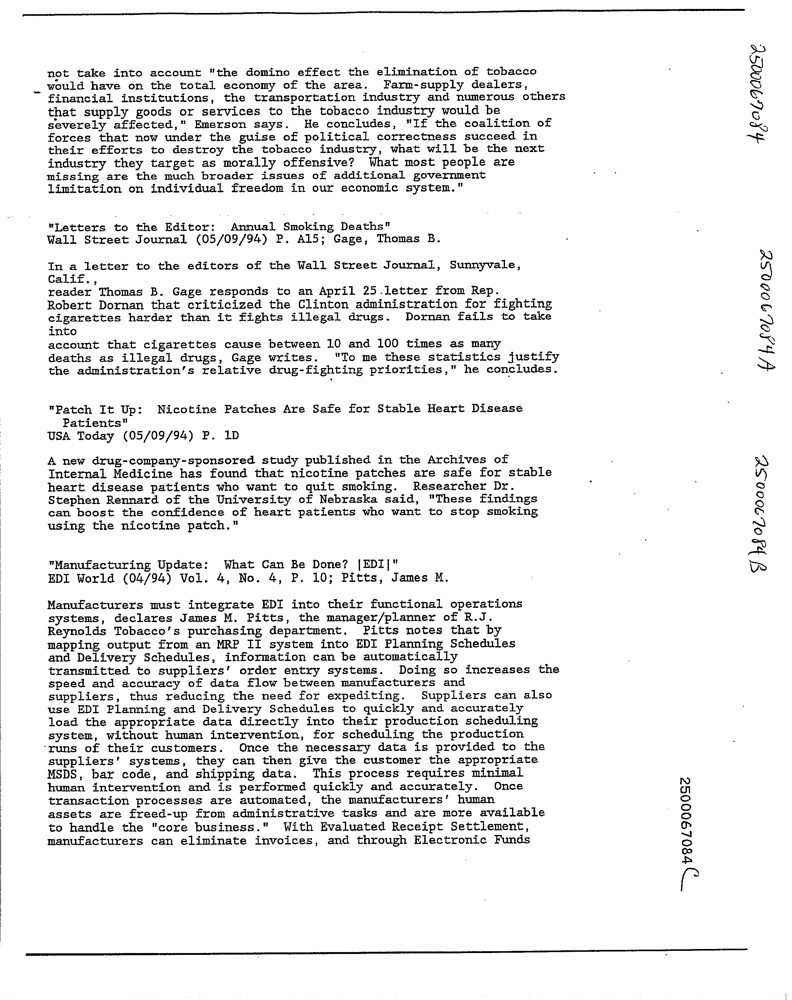 not take into account "the domino effect the elimination of tobacco
would have on the total economy of the area. Farm-supply dealers,
financial institutions, the transportation industry and numerous others
that supply goods or services to the tobacco industry would be
severely affected," Emerson says. He concludes, "If the coalition of
forces that now under the guise of political correctness succeed in
their efforts to destroy the tobacco industry, what will be the next
industry they target as morally offensive? What most people are
missing are the much broader issues of additional government
limitation on individual freedom in our economic system."
"Letters to the Editor: Annual Smoking Deaths"
Wall Street Journal (05/09/94) P. A15; Gage, Thomas B.
In a letter to the editors of the Wall Street Journal, Sunnyvale,
Calif.,
reader Thomas B. Gage responds to an April 25 letter from Rep.
Robert Dornan that criticized the Clinton administration for fighting
cigarettes harder than it fights illegal drugs. Dornan fails to take
into
account that cigarettes cause between 10 and 100 times as many
deaths as illegal drugs, Gage writes. "To me these statistics justify
the administration's relative drug-fighting priorities," he concludes.
"Patch It Up: Nicotine Patches Are Safe for Stable Heart Disease
Patients"
USA Today (05/09/94) P. 1D
A new drug-company-sponsored study published in the Archives of
Internal Medicine has found that nicotine patches are safe for stable
heart disease patients who want to quit smoking. Researcher Dr.
Stephen Rennard of the University of Nebraska said, "These findings
can boost the confidence of heart patients who want to stop smoking
using the nicotine patch."
"Manufacturing Update: What Can Be Done? |EDI|"
EDI World (04/94) Vol. 4, No. 4, P. 10; Pitts, James M.
Manufacturers must integrate EDI into their functional operations
systems, declares James M. Pitts, the manager/planner of R.J.
Reynolds Tobacco's purchasing department. Pitts notes that by
mapping output from an MRP II system into EDI Planning Schedules
and Delivery Schedules, information can be automatically
transmitted to suppliers' order entry systems. Doing so increases the
speed and accuracy of data flow between manufacturers and
suppliers, thus reducing the need for expediting. Suppliers can also
use EDI Planning and Delivery Schedules to quickly and accurately
load the appropriate data directly into their production scheduling
system, without human intervention, for scheduling the production
runs of their customers. Once the necessary data is provided to the
suppliers' systems, they can then give the customer the appropriate
MSDS, bar code, and shipping data. This process requires minimal
human intervention and is performed quickly and accurately. Once
transaction processes are automated, the manufacturers' human
assets are freed-up from administrative tasks and are more available
to handle the "core business." With Evaluated Receipt Settlement,
manufacturers can eliminate invoices, and through Electronic Funds
2500067084
2500067084A
2500067084B
2500067084C